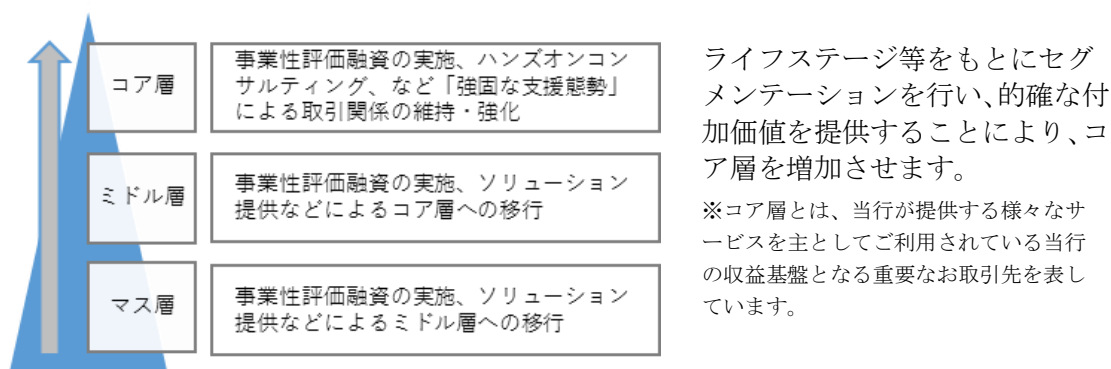 コア層
事業性評価融資の実施、ハンズオンコン
サルティング、など「強固な支援態勢」
による取引関係の維持・強化
ミドル層
事業性評価融資の実施、ソリューション
提供などによるコア層への移行
マス層
事業性評価融資の実施、ソリューション
提供などによるミドル層への移行
ライフステージ等をもとにセグ
メンテーションを行い、的確な付
加価値を提供することにより、コ
ア層を増加させます。
※コア層とは、当行が提供する様々なサ
ービスを主としてご利用されている当行
の収益基盤となる重要なお取引先を表し
ています。